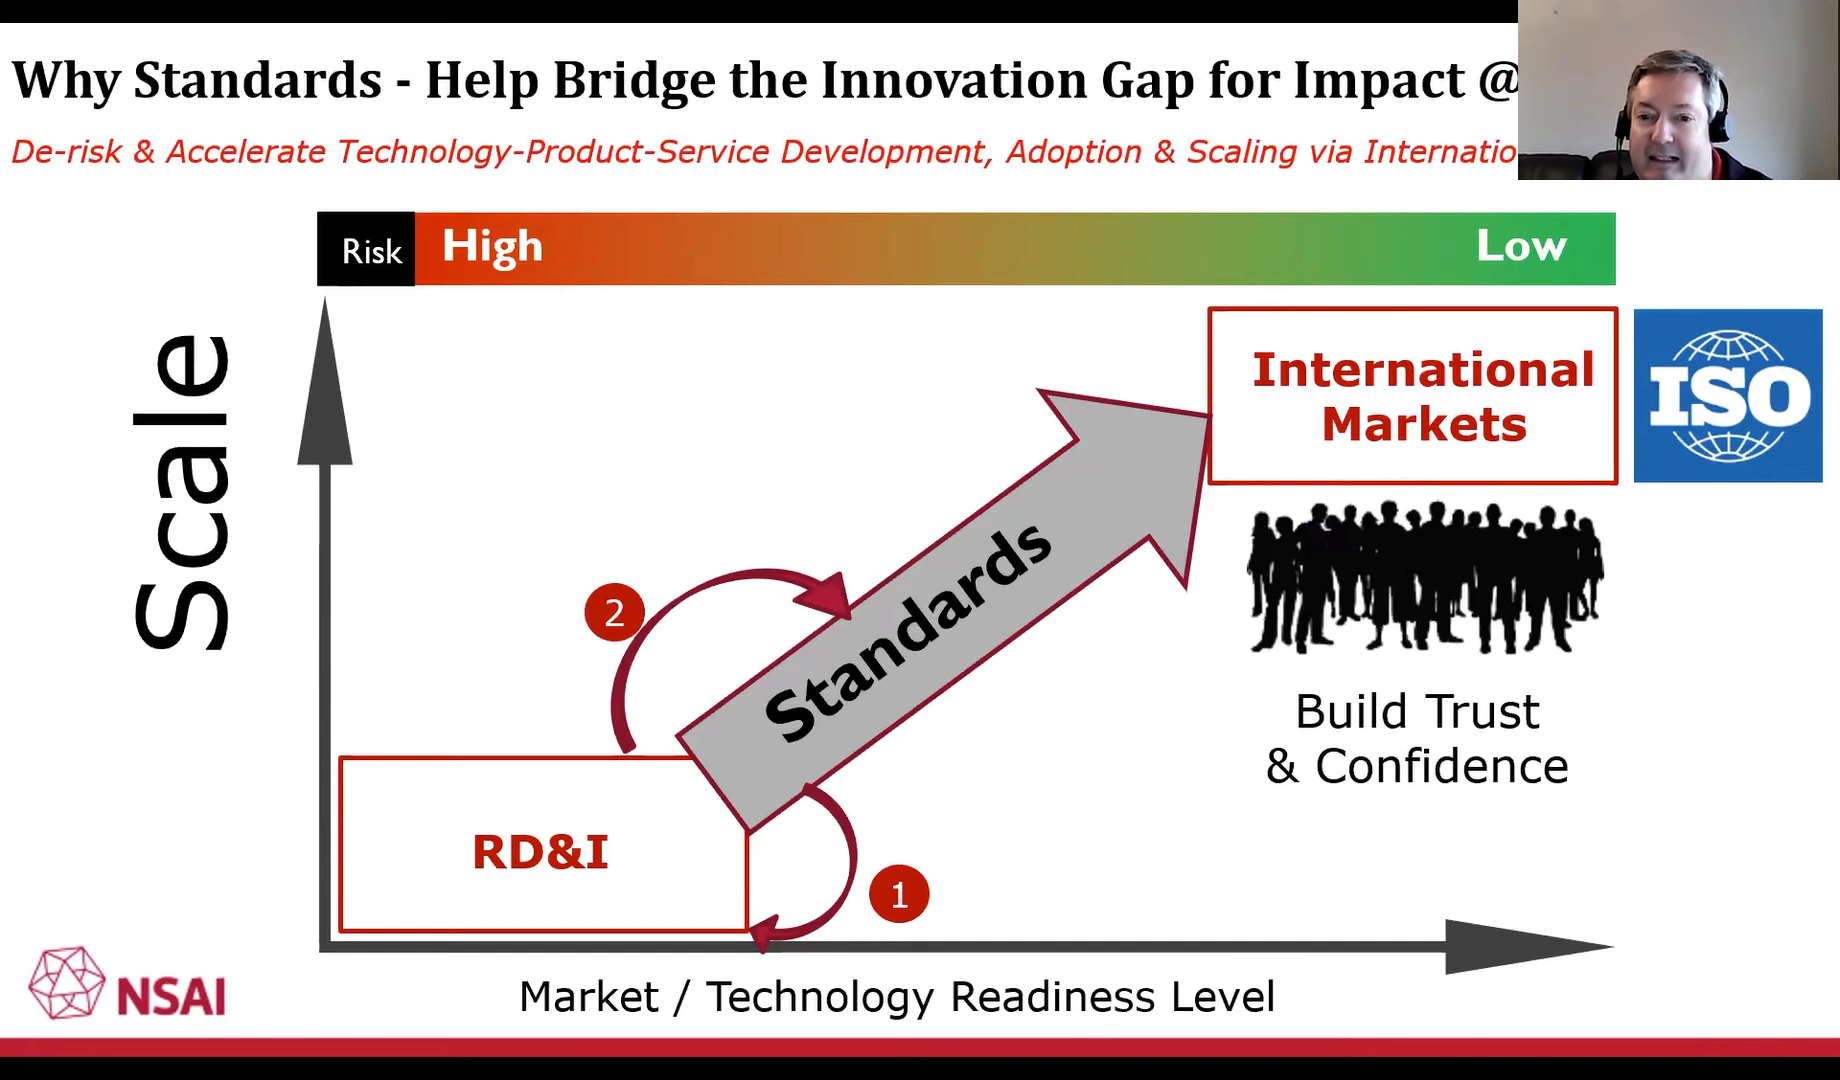 Why Standards - Help Bridge the Innovation Gap for Impact @
De-risk & Accelerate Technology-Product-Service Development, Adoption & Scaling via Internatio
Risk
High
Low
Scale
International
Markets
ISO
Standards
2
Build Trust
& Confidence
RD&I
1
NSAI
Market / Technology Readiness Level